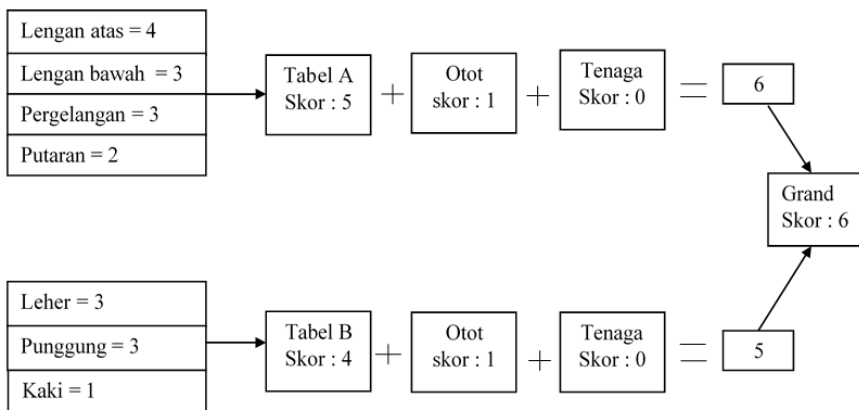 Lengan atas = 4
Lengan bawah = 3
Pergelangan = 3
Putaran = 2
Tabel A
Skor : 5
+
Otot
skor : 1
+
Tenaga
Skor : 0
=
6
Grand
Skor : 6
Leher = 3
Punggung = 3
Kaki = 1
Tabel B
Skor : 4
+
Otot
skor : 1
+
Tenaga
Skor : 0
=
5